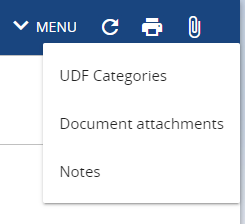 MENU
UDF Categories
Document attachments
Notes